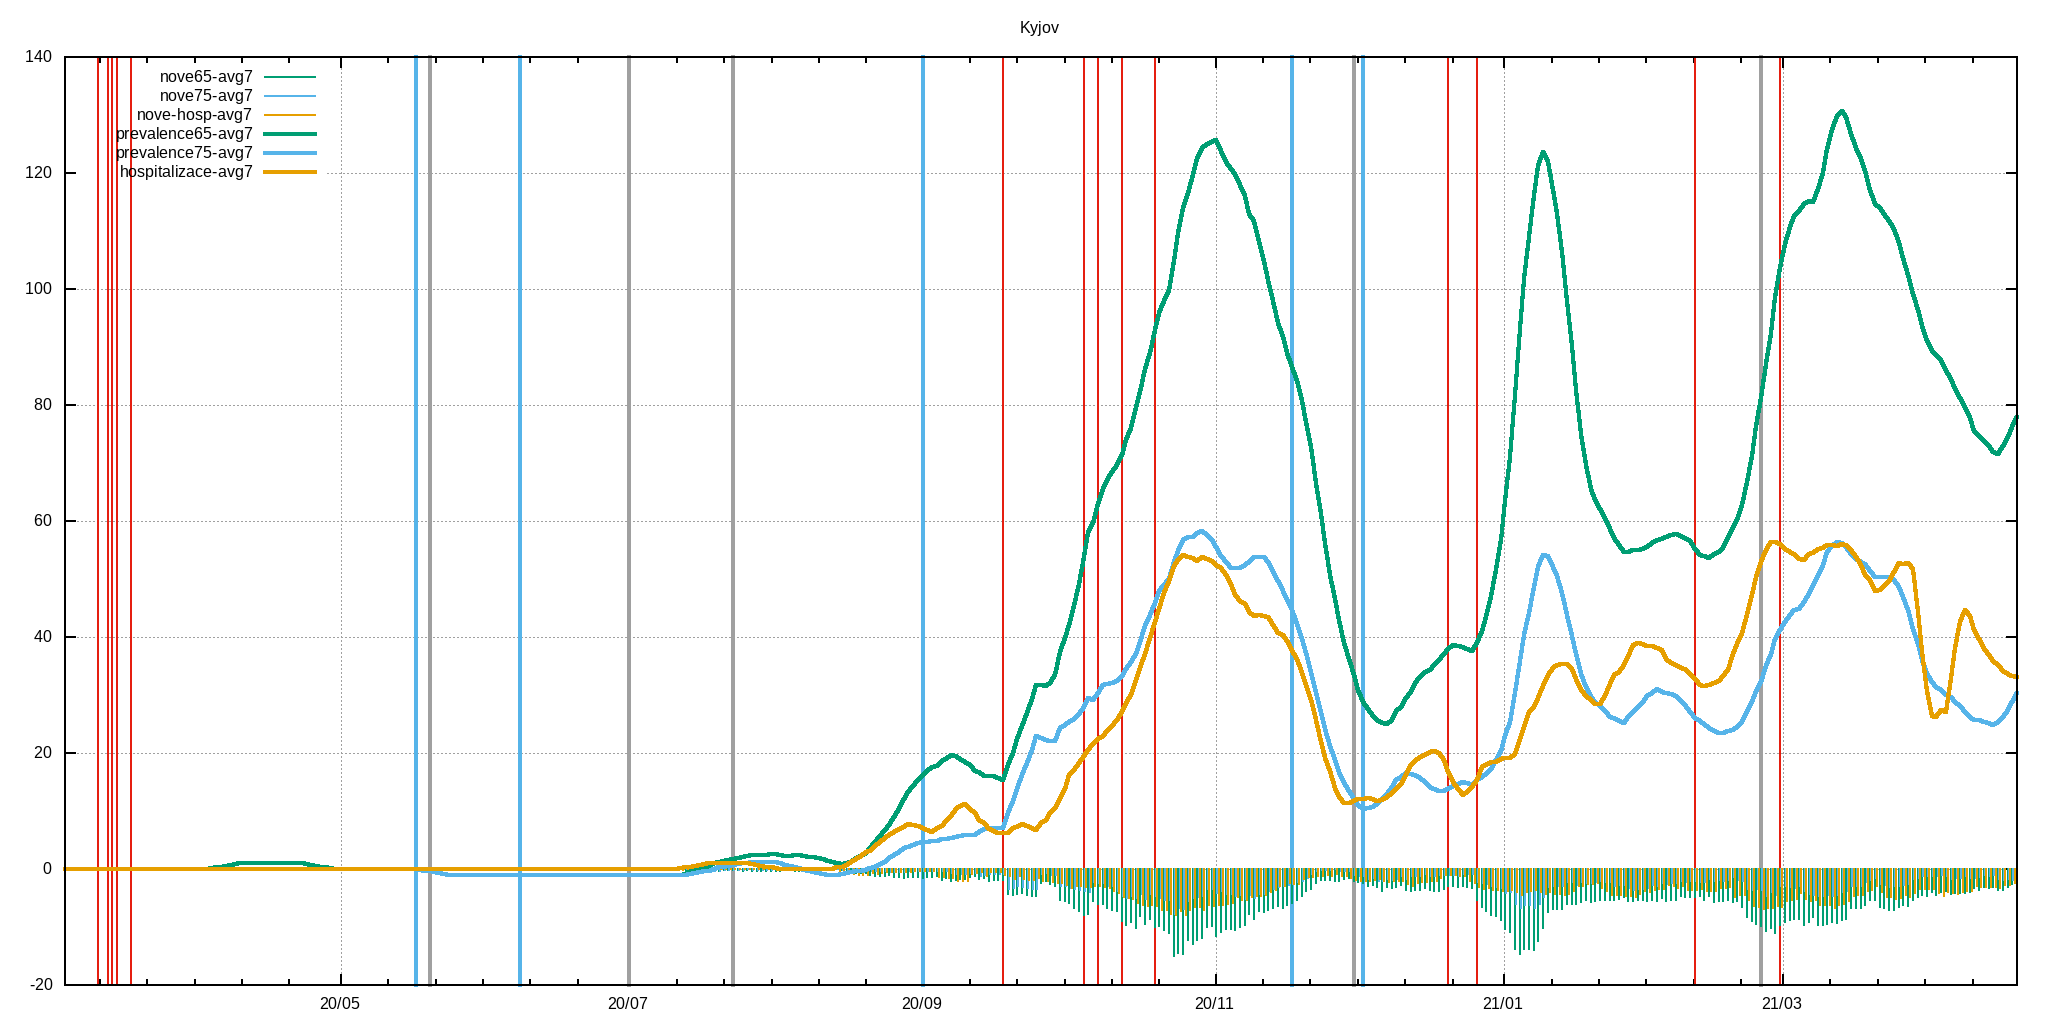 Kyjov
140
120
100
80
60
40
20
0
-20
nove65-avg7
nove75-avg7
nove-hosp-avg7
prevalence65-avg7
prevalence75-avg7
hospitalizace-avg7
20/05 20/07 20/09 20/11 21/01 21/03